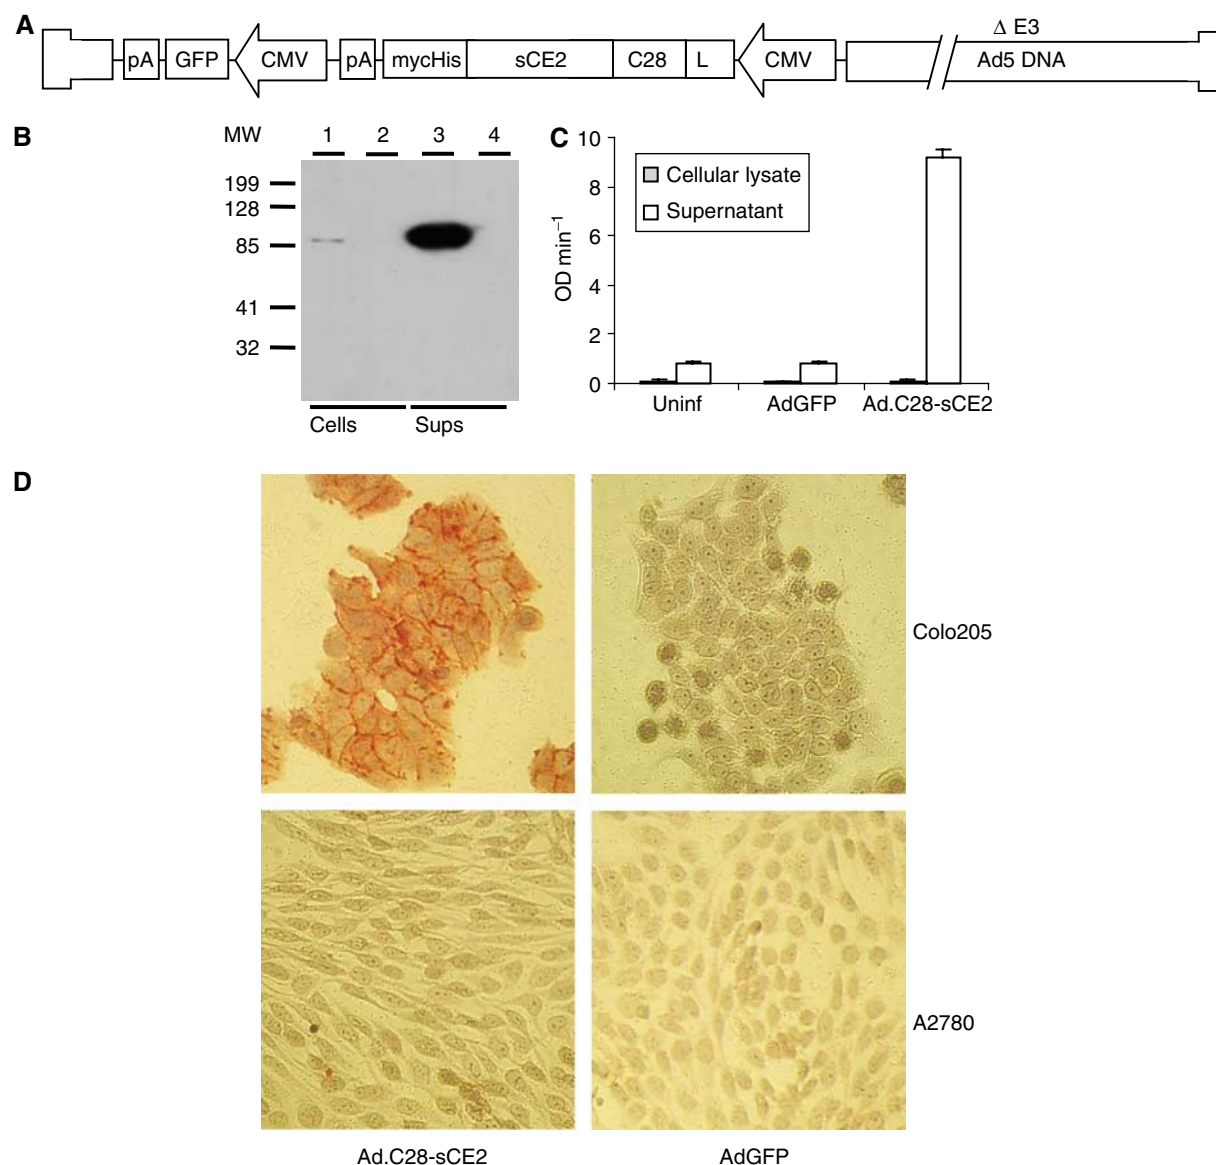 A
Δ E3
pA GFP CMV pA mycHis sCE2 C28 L CMV Ad5 DNA
B
MW 1 2 3 4
199
128
85
41
32
Cells Sups
C
10
8
6
4
2
0
OD min⁻¹
Cellular lysate
Supernatant
Uninf AdGFP Ad.C28-sCE2
D
Colo205
A2780
Ad.C28-sCE2 AdGFP